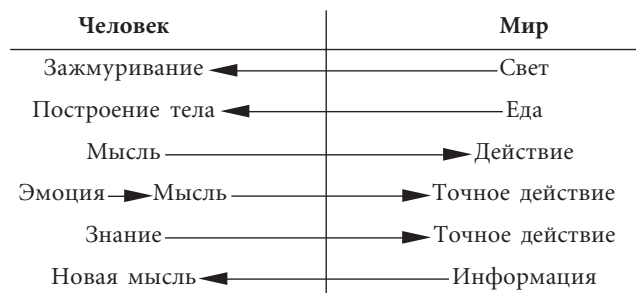 Человек Мир
Зажмуривание Свет
Построение тела Еда
Мысль Действие
Эмоция Мысль Точное действие
Знание Точное действие
Новая мысль Информация